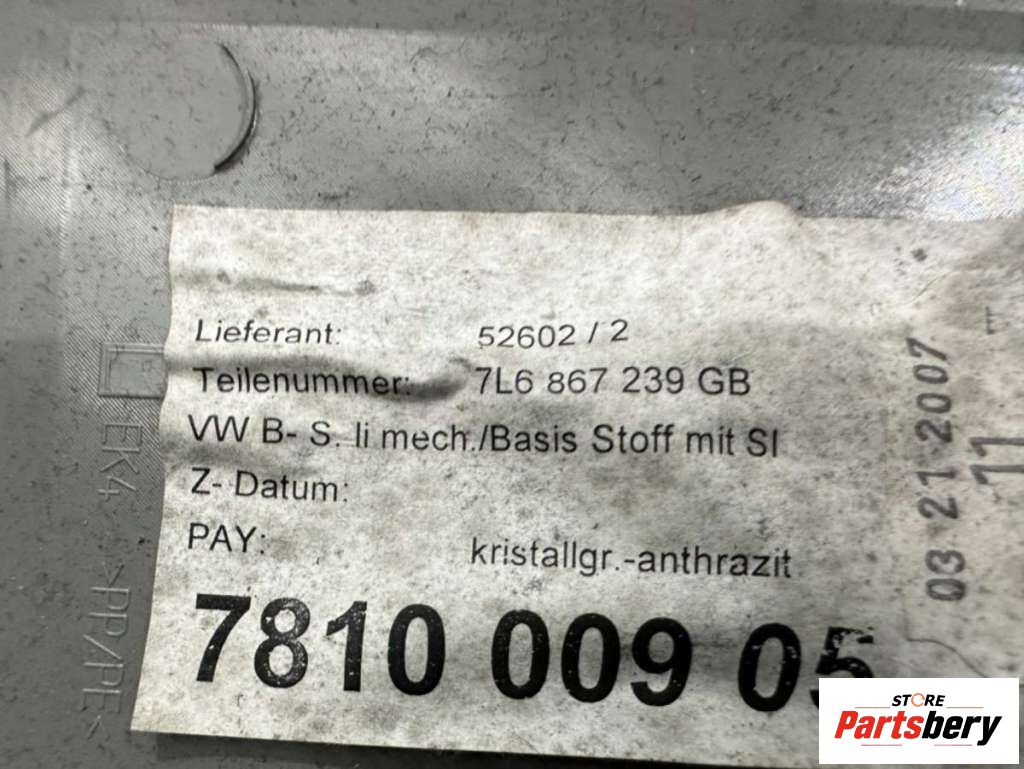 Lieferant: 52602 / 2
Teilenummer: 7L6 867 239 GB
VW B- S. li mech./Basis Stoff mit SI
Z- Datum:
PAY: kristallgr.-anthrazit
7810 009 05
03 21 2007
11
EK4
>PP/PE<
STORE
Partsbery